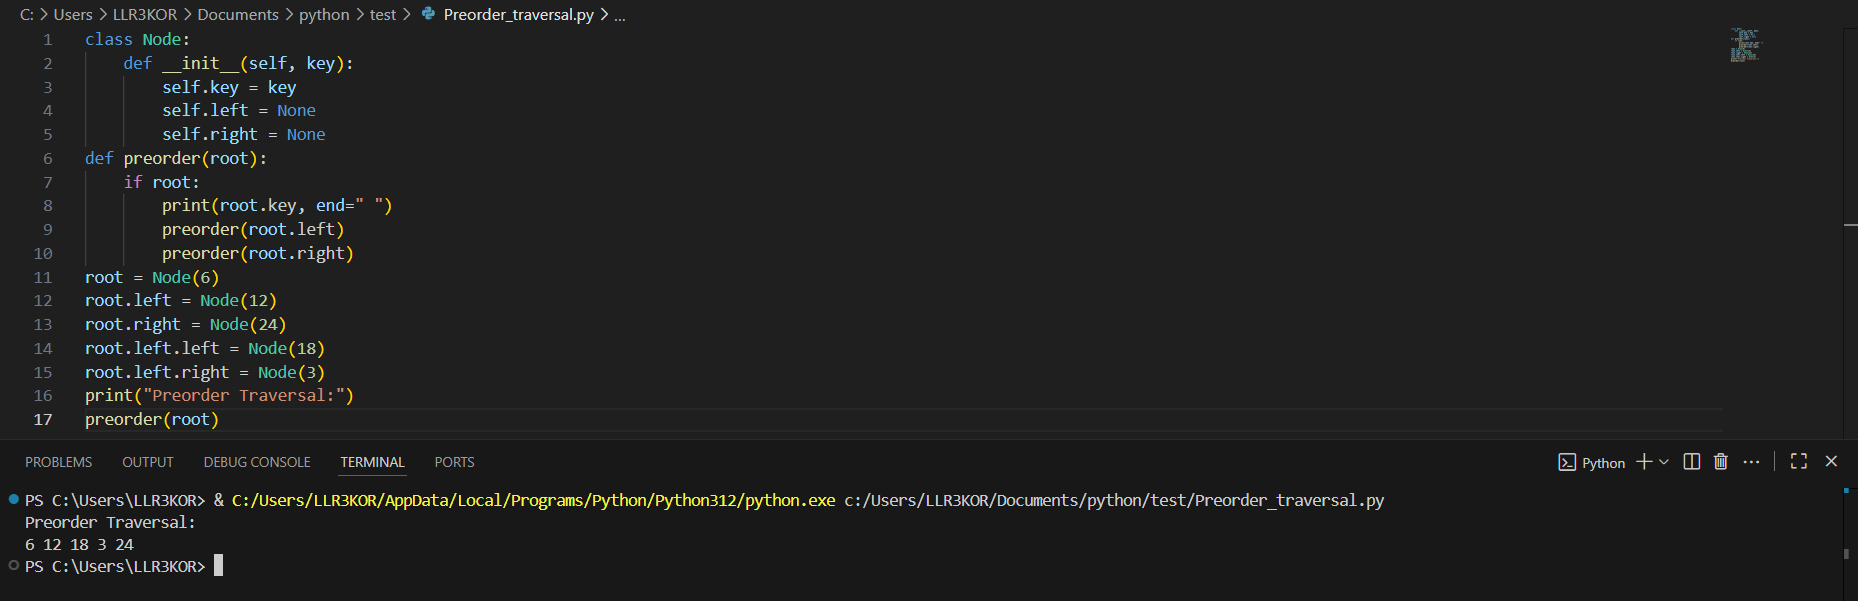 C: > Users > LLR3KOR > Documents > python > test > Preorder_traversal.py > ...
1 class Node:
2     def __init__(self, key):
3         self.key = key
4         self.left = None
5         self.right = None
6 def preorder(root):
7     if root:
8         print(root.key, end=" ")
9         preorder(root.left)
10         preorder(root.right)
11 root = Node(6)
12 root.left = Node(12)
13 root.right = Node(24)
14 root.left.left = Node(18)
15 root.left.right = Node(3)
16 print("Preorder Traversal:")
17 preorder(root)
PROBLEMS OUTPUT DEBUG CONSOLE TERMINAL PORTS Python
PS C:\Users\LLR3KOR> & C:/Users/LLR3KOR/AppData/Local/Programs/Python/Python312/python.exe c:/Users/LLR3KOR/Documents/python/test/Preorder_traversal.py
Preorder Traversal:
6 12 18 3 24
PS C:\Users\LLR3KOR>